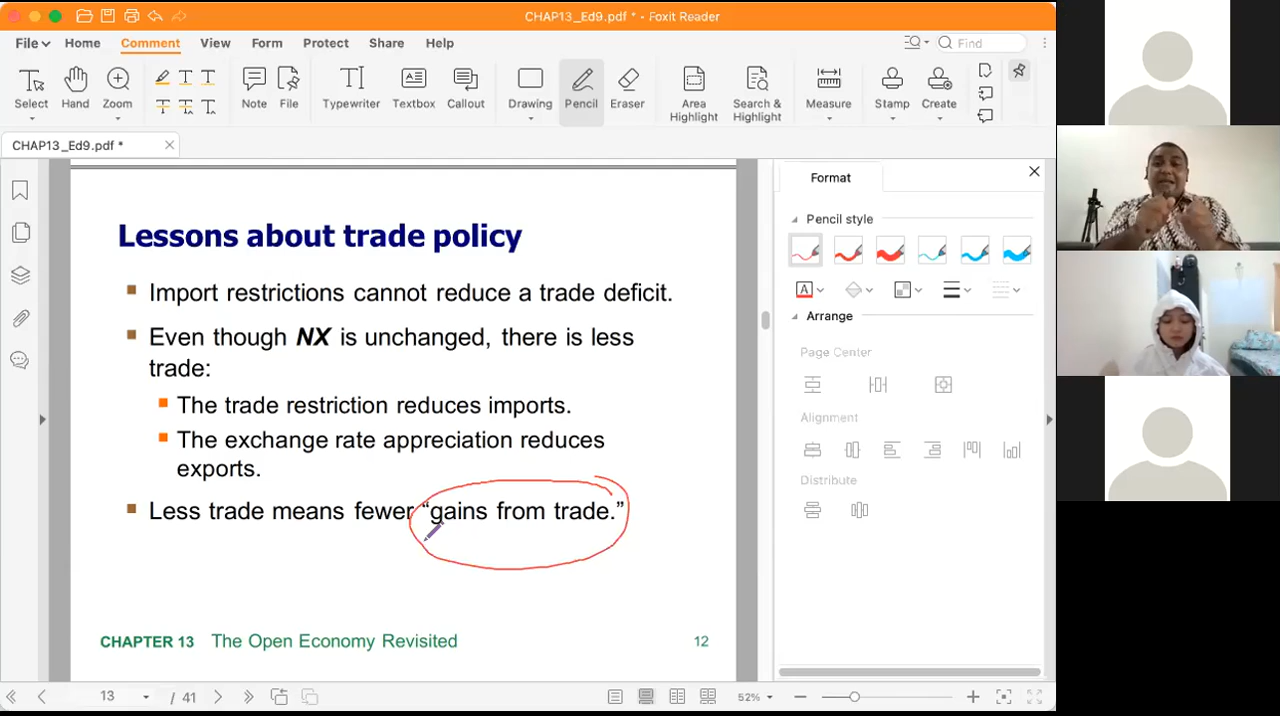 CHAP13_Ed9.pdf * - Foxit Reader
File Home Comment View Form Protect Share Help Find
Select Hand Zoom Note File Typewriter Textbox Callout Drawing Pencil Eraser Area Highlight Search & Highlight Measure Stamp Create
CHAP13_Ed9.pdf *
Lessons about trade policy
Import restrictions cannot reduce a trade deficit.
Even though NX is unchanged, there is less
trade:
The trade restriction reduces imports.
The exchange rate appreciation reduces
exports.
Less trade means fewer “gains from trade.”
CHAPTER 13 The Open Economy Revisited 12
Format
Pencil style
Arrange
Page Center
Alignment
Distribute
13 / 41 52%